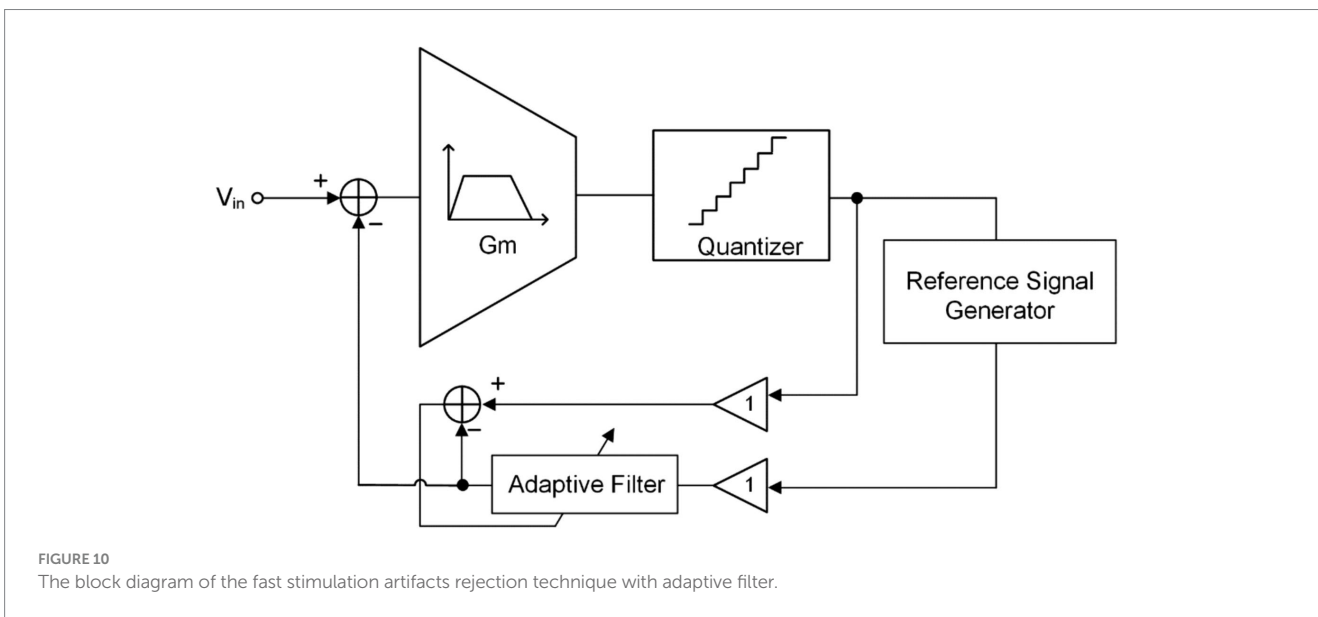 +
V_in
−
Gm
Quantizer
Reference Signal
Generator
+
1
−
Adaptive Filter
1
FIGURE 10
The block diagram of the fast stimulation artifacts rejection technique with adaptive filter.